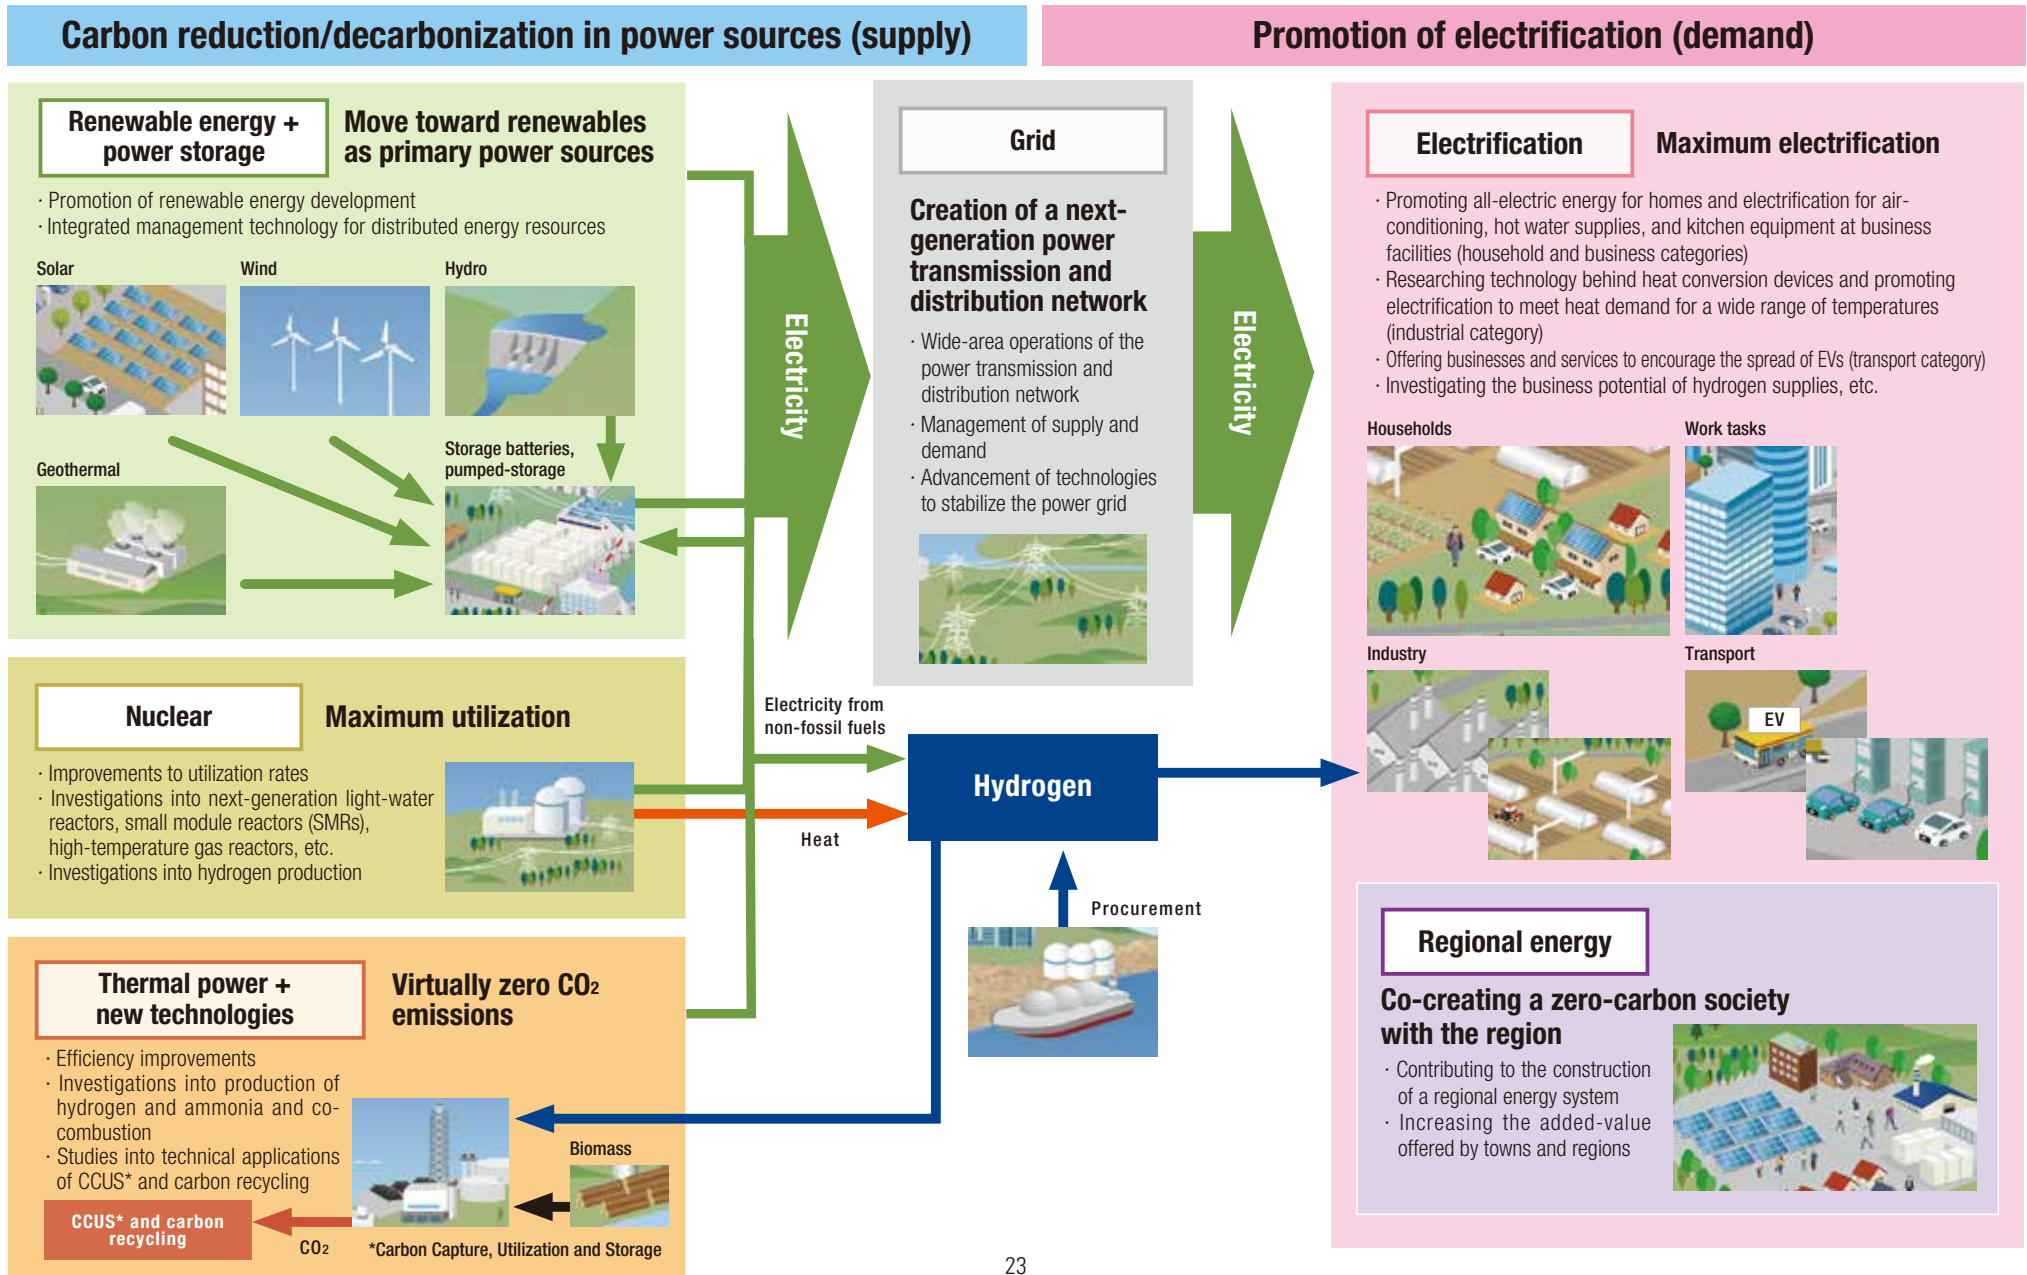 Carbon reduction/decarbonization in power sources (supply)
Promotion of electrification (demand)
Renewable energy +
power storage
Move toward renewables
as primary power sources
· Promotion of renewable energy development
· Integrated management technology for distributed energy resources
Solar
Wind
Hydro
Geothermal
Storage batteries,
pumped-storage
Nuclear
Maximum utilization
· Improvements to utilization rates
· Investigations into next-generation light-water
reactors, small module reactors (SMRs),
high-temperature gas reactors, etc.
· Investigations into hydrogen production
Thermal power +
new technologies
Virtually zero CO2
emissions
· Efficiency improvements
· Investigations into production of
hydrogen and ammonia and co-
combustion
· Studies into technical applications
of CCUS* and carbon recycling
CCUS* and carbon
recycling
CO2
Biomass
*Carbon Capture, Utilization and Storage
Electricity
Grid
Creation of a next-
generation power
transmission and
distribution network
· Wide-area operations of the
power transmission and
distribution network
· Management of supply and
demand
· Advancement of technologies
to stabilize the power grid
Electricity
Electricity from
non-fossil fuels
Heat
Hydrogen
Procurement
Electrification
Maximum electrification
· Promoting all-electric energy for homes and electrification for air-
conditioning, hot water supplies, and kitchen equipment at business
facilities (household and business categories)
· Researching technology behind heat conversion devices and promoting
electrification to meet heat demand for a wide range of temperatures
(industrial category)
· Offering businesses and services to encourage the spread of EVs (transport category)
· Investigating the business potential of hydrogen supplies, etc.
Households
Work tasks
Industry
Transport
EV
Regional energy
Co-creating a zero-carbon society
with the region
· Contributing to the construction
of a regional energy system
· Increasing the added-value
offered by towns and regions
23